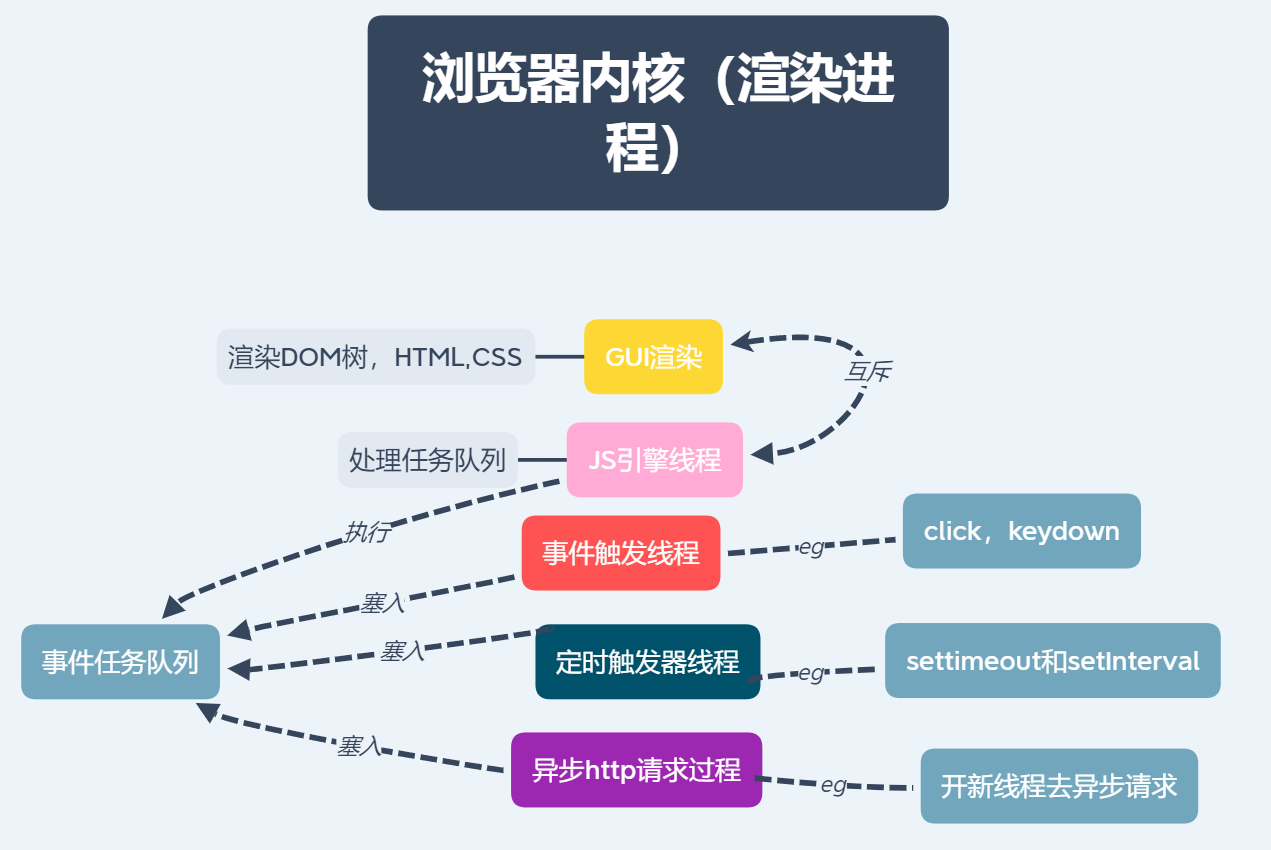 浏览器内核（渲染进
程）
渲染DOM树，HTML,CSS
GUI渲染
互斥
处理任务队列
JS引擎线程
执行
事件触发线程
eg
click，keydown
塞入
事件任务队列
塞入
定时触发器线程
eg
settimeout和setInterval
塞入
异步http请求过程
eg
开新线程去异步请求